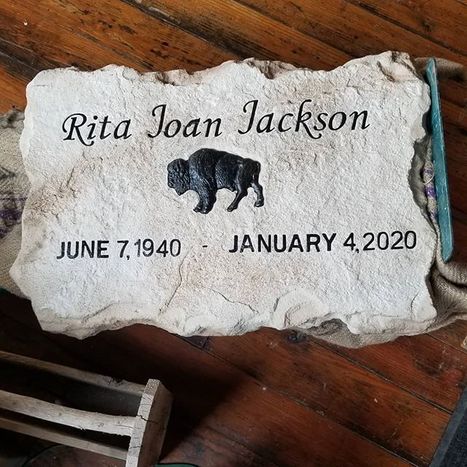 Rita Joan Jackson
JUNE 7, 1940 - JANUARY 4, 2020